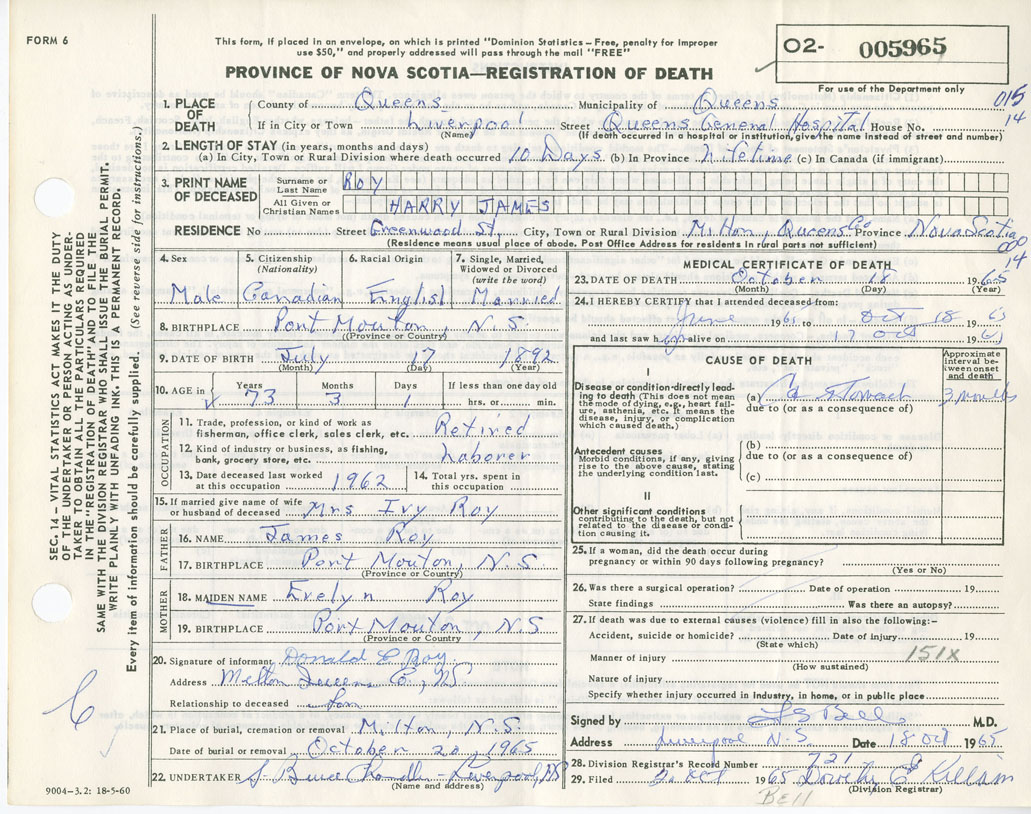 FORM 6
This form, if placed in an envelope, on which is printed "Dominion Statistics – Free, penalty for improper
use $50," and properly addressed will pass through the mail "FREE"
02- 005965
For use of the Department only
PROVINCE OF NOVA SCOTIA—REGISTRATION OF DEATH
015
14
1. PLACE OF DEATH
County of Queens Municipality of Queens
If in City or Town Liverpool Street Queens General Hospital House No.
(Name) (If death occurred in a hospital or institution, give the name instead of street and number)
2. LENGTH OF STAY (in years, months and days)
(a) In City, Town or Rural Division where death occurred 10 Days (b) In Province Lifetime (c) In Canada (if immigrant)
3. PRINT NAME OF DECEASED
Surname or Last Name ROY
All Given or Christian Names HARRY JAMES
RESIDENCE No Street Greenwood St. City, Town or Rural Division Milton, Queens Co Province Nova Scotia
(Residence means usual place of abode. Post Office Address for residents in rural parts not sufficient)
14
4. Sex Male
5. Citizenship (Nationality) Canadian
6. Racial Origin English
7. Single, Married, Widowed or Divorced (write the word) Married
8. BIRTHPLACE Port Mouton, N.S.
(Province or Country)
9. DATE OF BIRTH July 17 1892
(Month) (Day) (Year)
10. AGE in Years 73 Months 3 Days 1 If less than one day old hrs. or min.
OCCUPATION
11. Trade, profession, or kind of work as
fisherman, office clerk, sales clerk, etc. Retired
12. Kind of industry or business, as fishing,
bank, grocery store, etc. Laborer
13. Date deceased last worked
at this occupation 1962
14. Total yrs. spent in
this occupation
15. If married give name of wife
or husband of deceased Mrs Ivy Roy
FATHER
16. NAME James Roy
17. BIRTHPLACE Port Mouton, N.S.
(Province or Country)
MOTHER
18. MAIDEN NAME Evelyn Roy
19. BIRTHPLACE Port Mouton, N.S
(Province or Country)
20. Signature of informant Donald C Roy
Address Milton Queens Co., NS.
Relationship to deceased Son
21. Place of burial, cremation or removal Milton, N.S.
Date of burial or removal October 20, 1965
22. UNDERTAKER J. Bruce Chandler - Liverpool, NS
(Name and address)
9004–3.2: 18-5-60
MEDICAL CERTIFICATE OF DEATH
23. DATE OF DEATH October 18 1965
(Month) (Day) (Year)
24. I HEREBY CERTIFY that I attended deceased from:
June 196 to Oct 18 196
and last saw h alive on 17 Oct 196
CAUSE OF DEATH
Approximate interval between onset and death
I
Disease or condition-directly leading to death (This does not mean the mode of dying, e.g., heart failure, asthenia, etc. It means the disease, injury, or complication which caused death.)
(a) Stomach 3 months
due to (or as a consequence of)
Antecedent causes
Morbid conditions, if any, giving rise to the above cause, stating the underlying condition last.
(b)
due to (or as a consequence of)
(c)
II
Other significant conditions
contributing to the death, but not related to the disease or condition causing it.
25. If a woman, did the death occur during
pregnancy or within 90 days following pregnancy?
(Yes or No)
26. Was there a surgical operation? Date of operation 19
State findings Was there an autopsy?
27. If death was due to external causes (violence) fill in also the following:–
Accident, suicide or homicide? Date of injury 19
(State which)
Manner of injury 151X
(How sustained)
Nature of injury
Specify whether injury occurred in industry, in home, or in public place
Signed by Bell M.D.
Address Liverpool N.S. Date 18 Oct 1965
28. Division Registrar's Record Number 721
29. Filed Oct 1965 Dorothy E Killam
(Division Registrar)
Bell
SEC. 14 – VITAL STATISTICS ACT MAKES IT THE DUTY
OF THE UNDERTAKER OR PERSON ACTING AS UNDER-
TAKER TO OBTAIN ALL THE PARTICULARS REQUIRED
IN THE "REGISTRATION OF DEATH" AND TO FILE THE
SAME WITH THE DIVISION REGISTRAR WHO SHALL ISSUE THE BURIAL PERMIT.
WRITE PLAINLY WITH UNFADING INK. THIS IS A PERMANENT RECORD.
Every item of information should be carefully supplied. (See reverse side for instructions.)